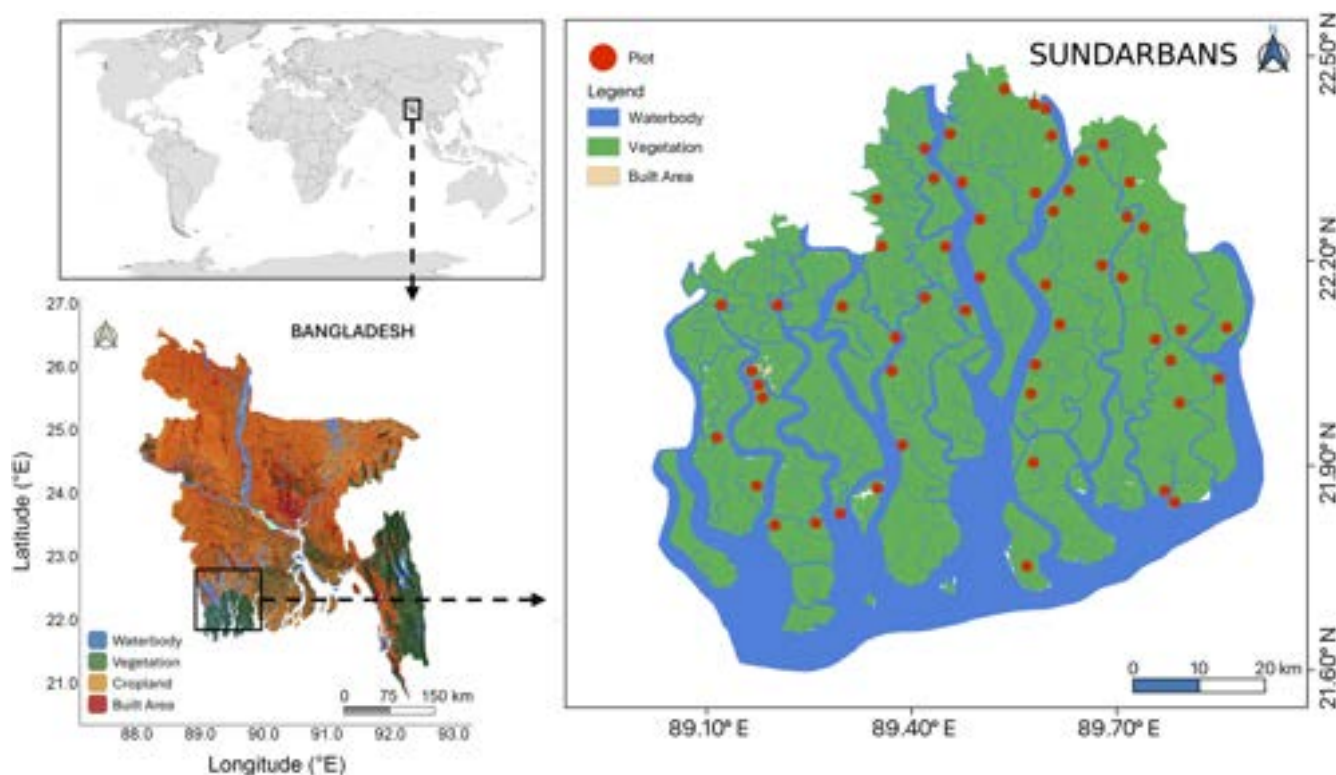 Plot
Legend
Waterbody
Vegetation
Built Area
SUNDARBANS
N
22.50° N
22.20° N
21.90° N
21.60° N
0 10 20 km
89.10° E 89.40° E 89.70° E
BANGLADESH
27.0
26.0
25.0
24.0
23.0
22.0
21.0
Latitude (°E)
Waterbody
Vegetation
Cropland
Built Area
0 75 150 km
88.0 89.0 90.0 91.0 92.0 93.0
Longitude (°E)